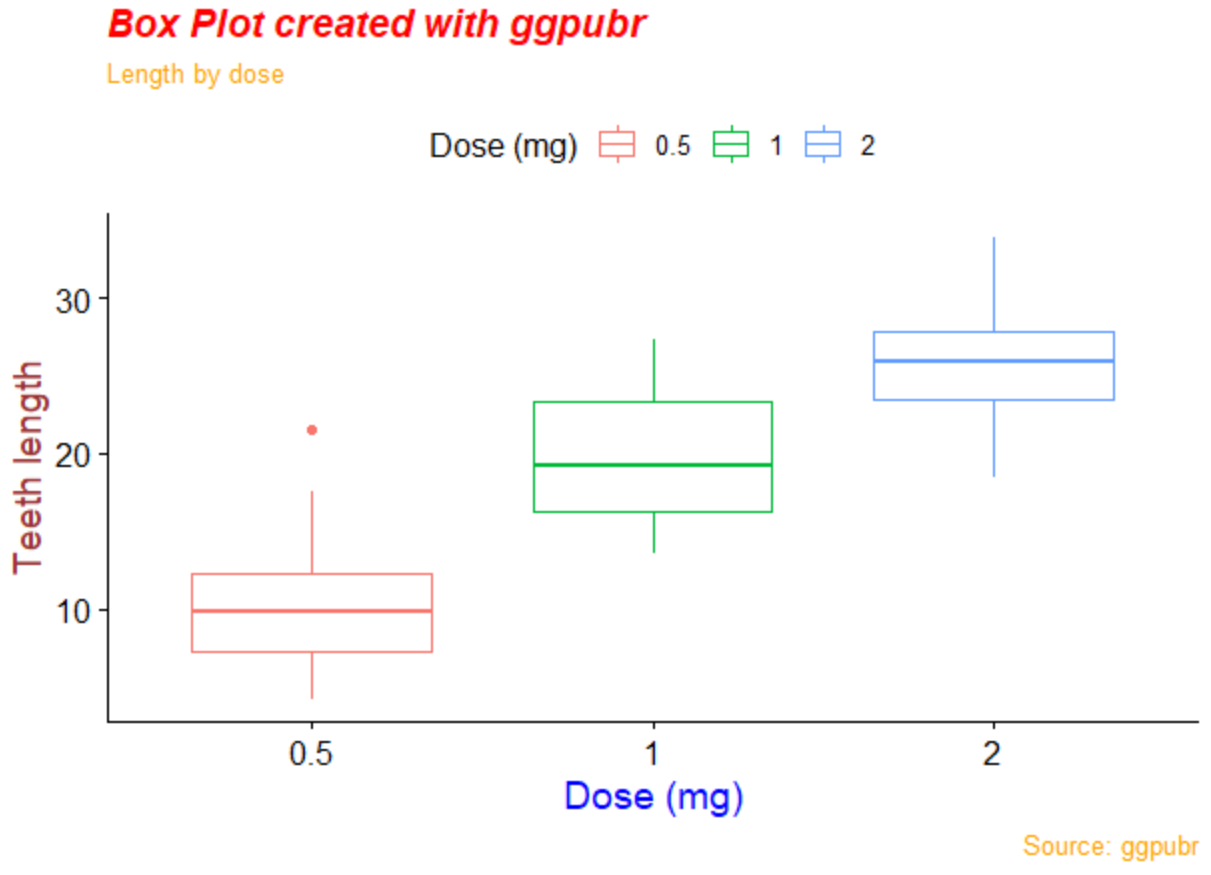 Box Plot created with ggpubr
Length by dose
Dose (mg) 0.5 1 2
30
20
10
Teeth length
0.5 1 2
Dose (mg)
Source: ggpubr